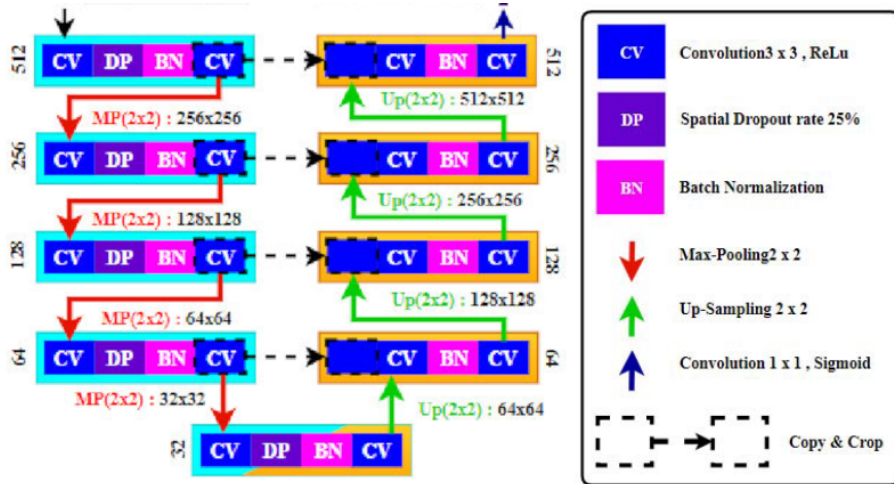 512
CV DP BN CV
CV BN CV
512
MP(2x2) : 256x256
Up(2x2) : 512x512
256
CV DP BN CV
CV BN CV
256
MP(2x2) : 128x128
Up(2x2) : 256x256
128
CV DP BN CV
CV BN CV
128
MP(2x2) : 64x64
Up(2x2) : 128x128
64
CV DP BN CV
CV BN CV
64
MP(2x2) : 32x32
Up(2x2) : 64x64
32
CV DP BN CV
CV Convolution3 x 3 , ReLu
DP Spatial Dropout rate 25%
BN Batch Normalization
Max-Pooling2 x 2
Up-Sampling 2 x 2
Convolution 1 x 1 , Sigmoid
Copy & Crop